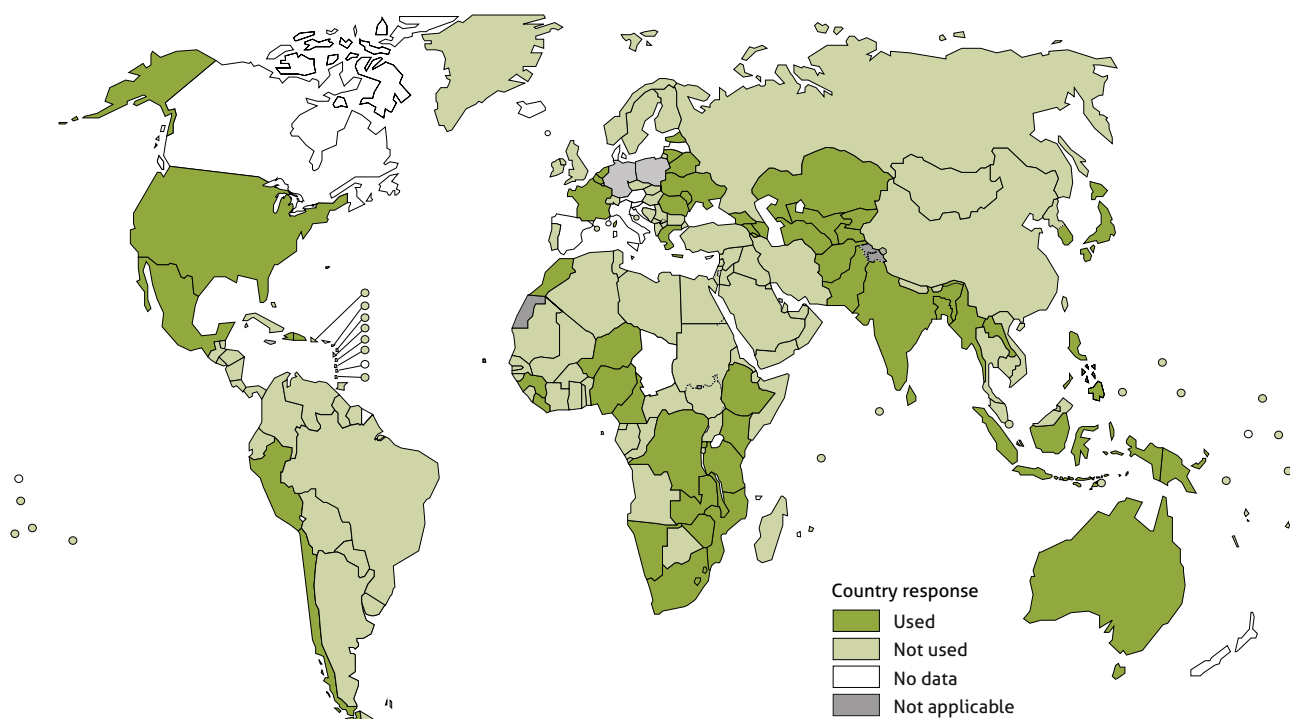 Country response
Used
Not used
No data
Not applicable